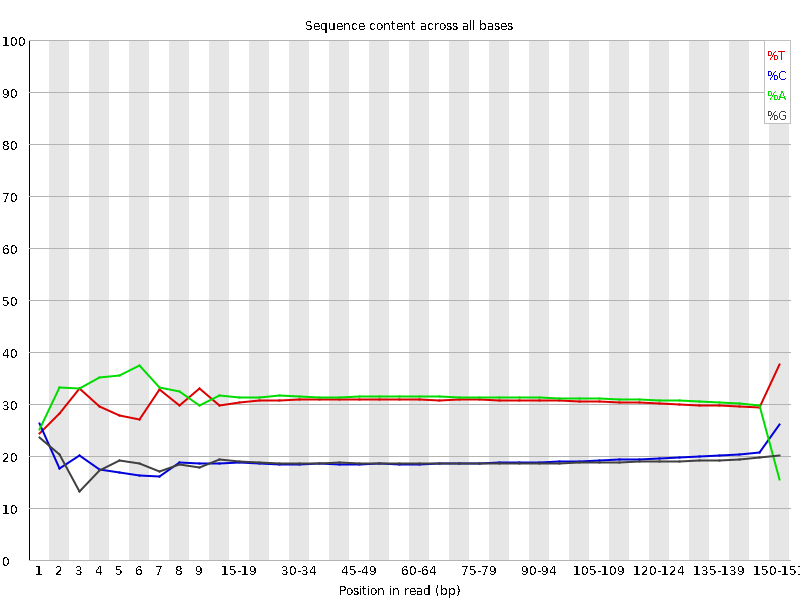 Sequence content across all bases
100
90
80
70
60
50
40
30
20
10
0
%T
%C
%A
%G
1 2 3 4 5 6 7 8 9 15-19 30-34 45-49 60-64 75-79 90-94 105-109 120-124 135-139 150-151
Position in read (bp)